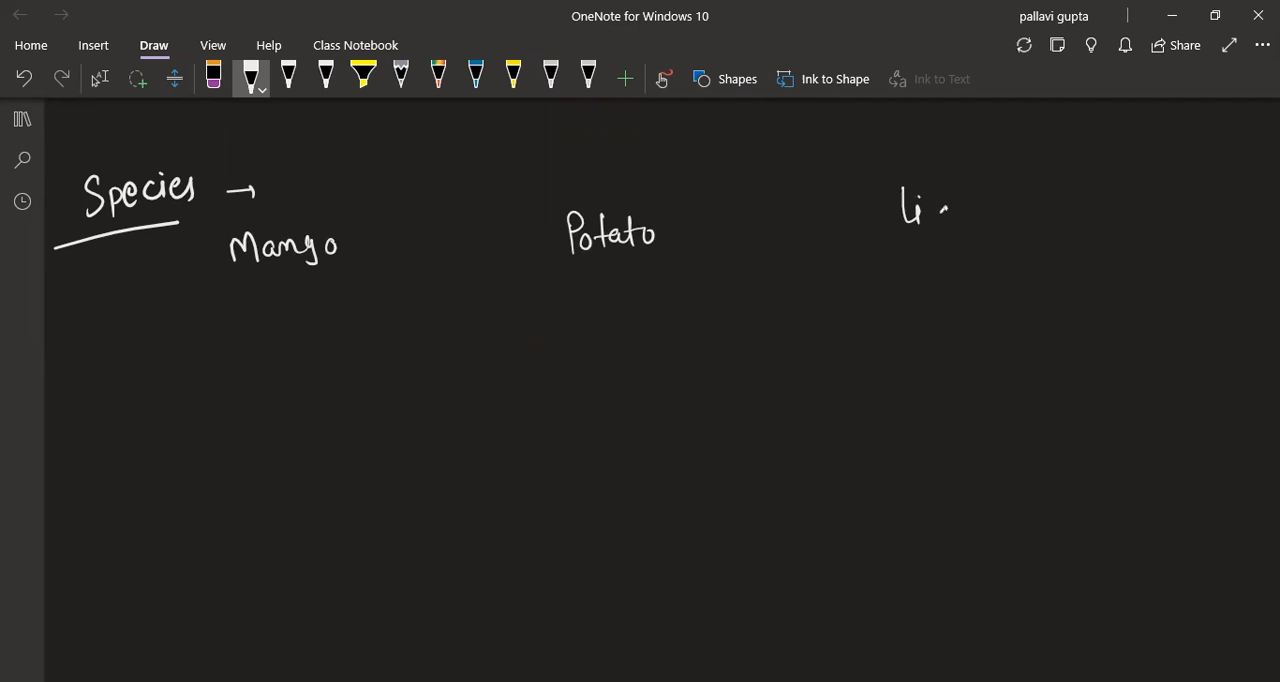 OneNote for Windows 10
pallavi gupta
Home Insert Draw View Help Class Notebook
Share
Shapes Ink to Shape Ink to Text
Species →
Mango Potato Li